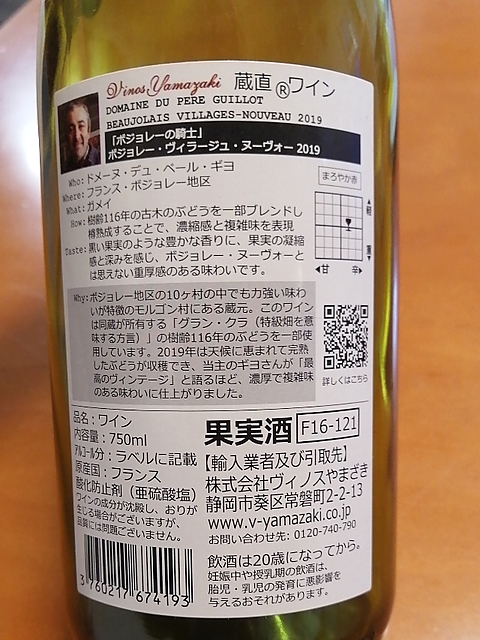 Vinos Yamazaki 蔵直®ワイン
DOMAINE DU PERE GUILLOT
BEAUJOLAIS VILLAGES-NOUVEAU 2019
「ボジョレーの騎士」
ボジョレー・ヴィラージュ・ヌーヴォー 2019
Who:ドメーヌ・デュ・ペール・ギヨ
Where:フランス・ボジョレー地区
What:ガメイ
How:樹齢116年の古木のぶどうを一部ブレンドし
樽熟成することで、濃縮感と複雑味を表現
Taste:黒い果実のような豊かな香りに、果実の凝縮
感と深みを感じ、ボジョレー・ヌーヴォーと
は思えない重厚感のある味わいです。
まろやか赤
軽
重
甘 辛
Why:ボジョレー地区の10ヶ村の中でも力強い味わ
いが特徴のモルゴン村にある蔵元。このワイン
は同蔵が所有する「グラン・クラ（特級畑を意
味する方言）」の樹齢116年のぶどうを一部使
用しています。2019年は天候に恵まれて完熟
したぶどうが収穫でき、当主のギヨさんが「最
高のヴィンテージ」と語るほど、濃厚で複雑味
のある味わいに仕上がりました。
詳しくはこちら
品名：ワイン
内容量：750ml
アルコール分：ラベルに記載
原産国：フランス
酸化防止剤（亜硫酸塩）
ワインの成分が沈殿し、おりが
生じる場合がございますが、
品質には問題ございません。
3 760217 674193
果実酒 F16-121
【輸入業者及び引取先】
株式会社ヴィノスやまざき
静岡市葵区常磐町2-2-13
www.v-yamazaki.co.jp
お問い合わせ先：0120-740-790
飲酒は20歳になってから。
妊娠中や授乳期の飲酒は、
胎児・乳児の発育に悪影響を
与えるおそれがあります。